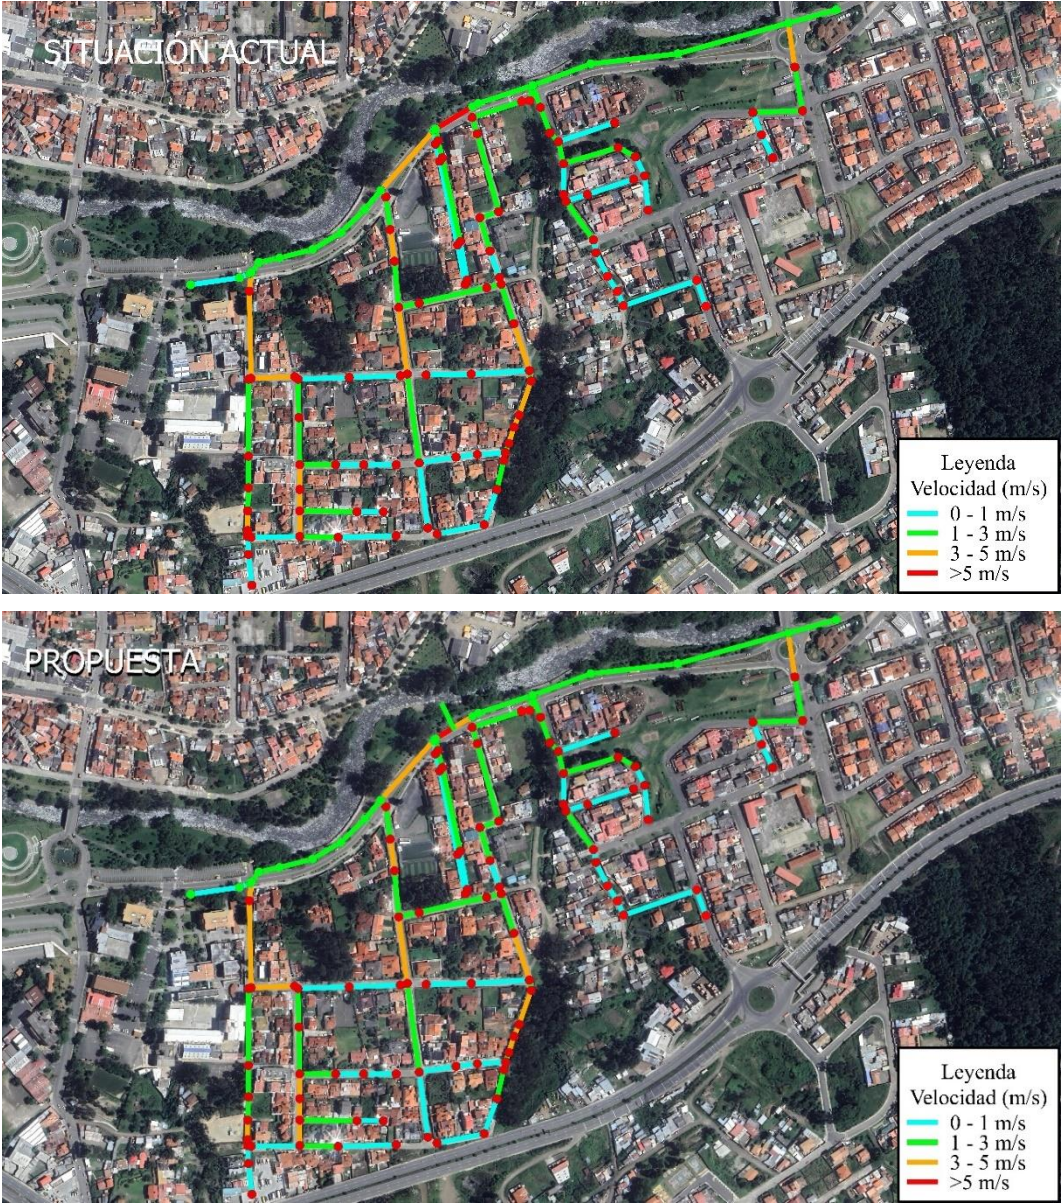 SITUACIÓN ACTUAL
Leyenda
Velocidad (m/s)
0 - 1 m/s
1 - 3 m/s
3 - 5 m/s
>5 m/s
PROPUESTA
Leyenda
Velocidad (m/s)
0 - 1 m/s
1 - 3 m/s
3 - 5 m/s
>5 m/s